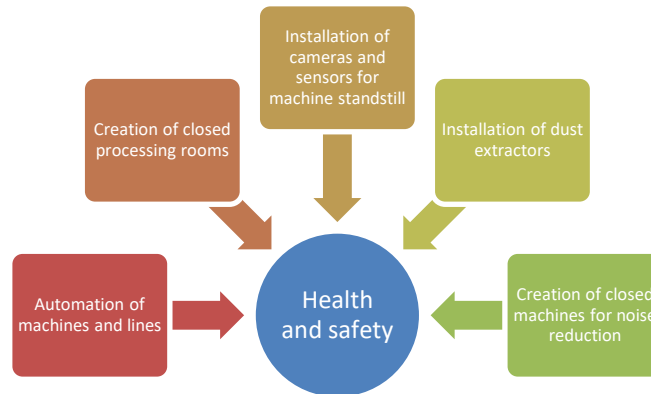 Installation of
cameras and
sensors for
machine standstill
Creation of closed
processing rooms
Installation of dust
extractors
Automation of
machines and lines
Health
and safety
Creation of closed
machines for noise
reduction